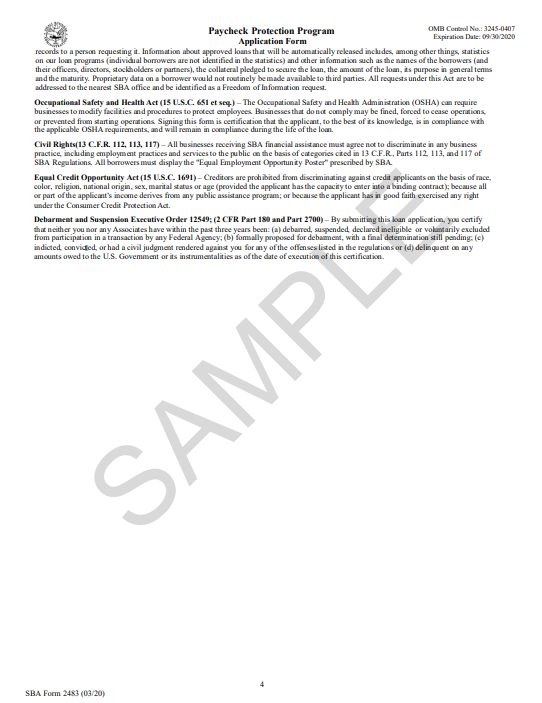 Paycheck Protection Program
Application Form
OMB Control No.: 3245-0407
Expiration Date: 09/30/2020
records to a person requesting it. Information about approved loans that will be automatically released includes, among other things, statistics
on our loan programs (individual borrowers are not identified in the statistics) and other information such as the names of the borrowers (and
their officers, directors, stockholders or partners), the collateral pledged to secure the loan, the amount of the loan, its purpose in general terms
and the maturity. Proprietary data on a borrower would not routinely be made available to third parties. All requests under this Act are to be
addressed to the nearest SBA office and be identified as a Freedom of Information request.
Occupational Safety and Health Act (15 U.S.C. 651 et seq.) – The Occupational Safety and Health Administration (OSHA) can require
businesses to modify facilities and procedures to protect employees. Businesses that do not comply may be fined, forced to cease operations,
or prevented from starting operations. Signing this form is certification that the applicant, to the best of its knowledge, is in compliance with
the applicable OSHA requirements, and will remain in compliance during the life of the loan.
Civil Rights(13 C.F.R. 112, 113, 117) – All businesses receiving SBA financial assistance must agree not to discriminate in any business
practice, including employment practices and services to the public on the basis of categories cited in 13 C.F.R., Parts 112, 113, and 117 of
SBA Regulations. All borrowers must display the "Equal Employment Opportunity Poster" prescribed by SBA.
Equal Credit Opportunity Act (15 U.S.C. 1691) – Creditors are prohibited from discriminating against credit applicants on the basis of race,
color, religion, national origin, sex, marital status or age (provided the applicant has the capacity to enter into a binding contract); because all
or part of the applicant's income derives from any public assistance program; or because the applicant has in good faith exercised any right
under the Consumer Credit Protection Act.
Debarment and Suspension Executive Order 12549; (2 CFR Part 180 and Part 2700) – By submitting this loan application, you certify
that neither you nor any Associates have within the past three years been: (a) debarred, suspended, declared ineligible or voluntarily excluded
from participation in a transaction by any Federal Agency; (b) formally proposed for debarment, with a final determination still pending; (c)
indicted, convicted, or had a civil judgment rendered against you for any of the offenses listed in the regulations or (d) delinquent on any
amounts owed to the U.S. Government or its instrumentalities as of the date of execution of this certification.
SAMPLE
4
SBA Form 2483 (03/20)